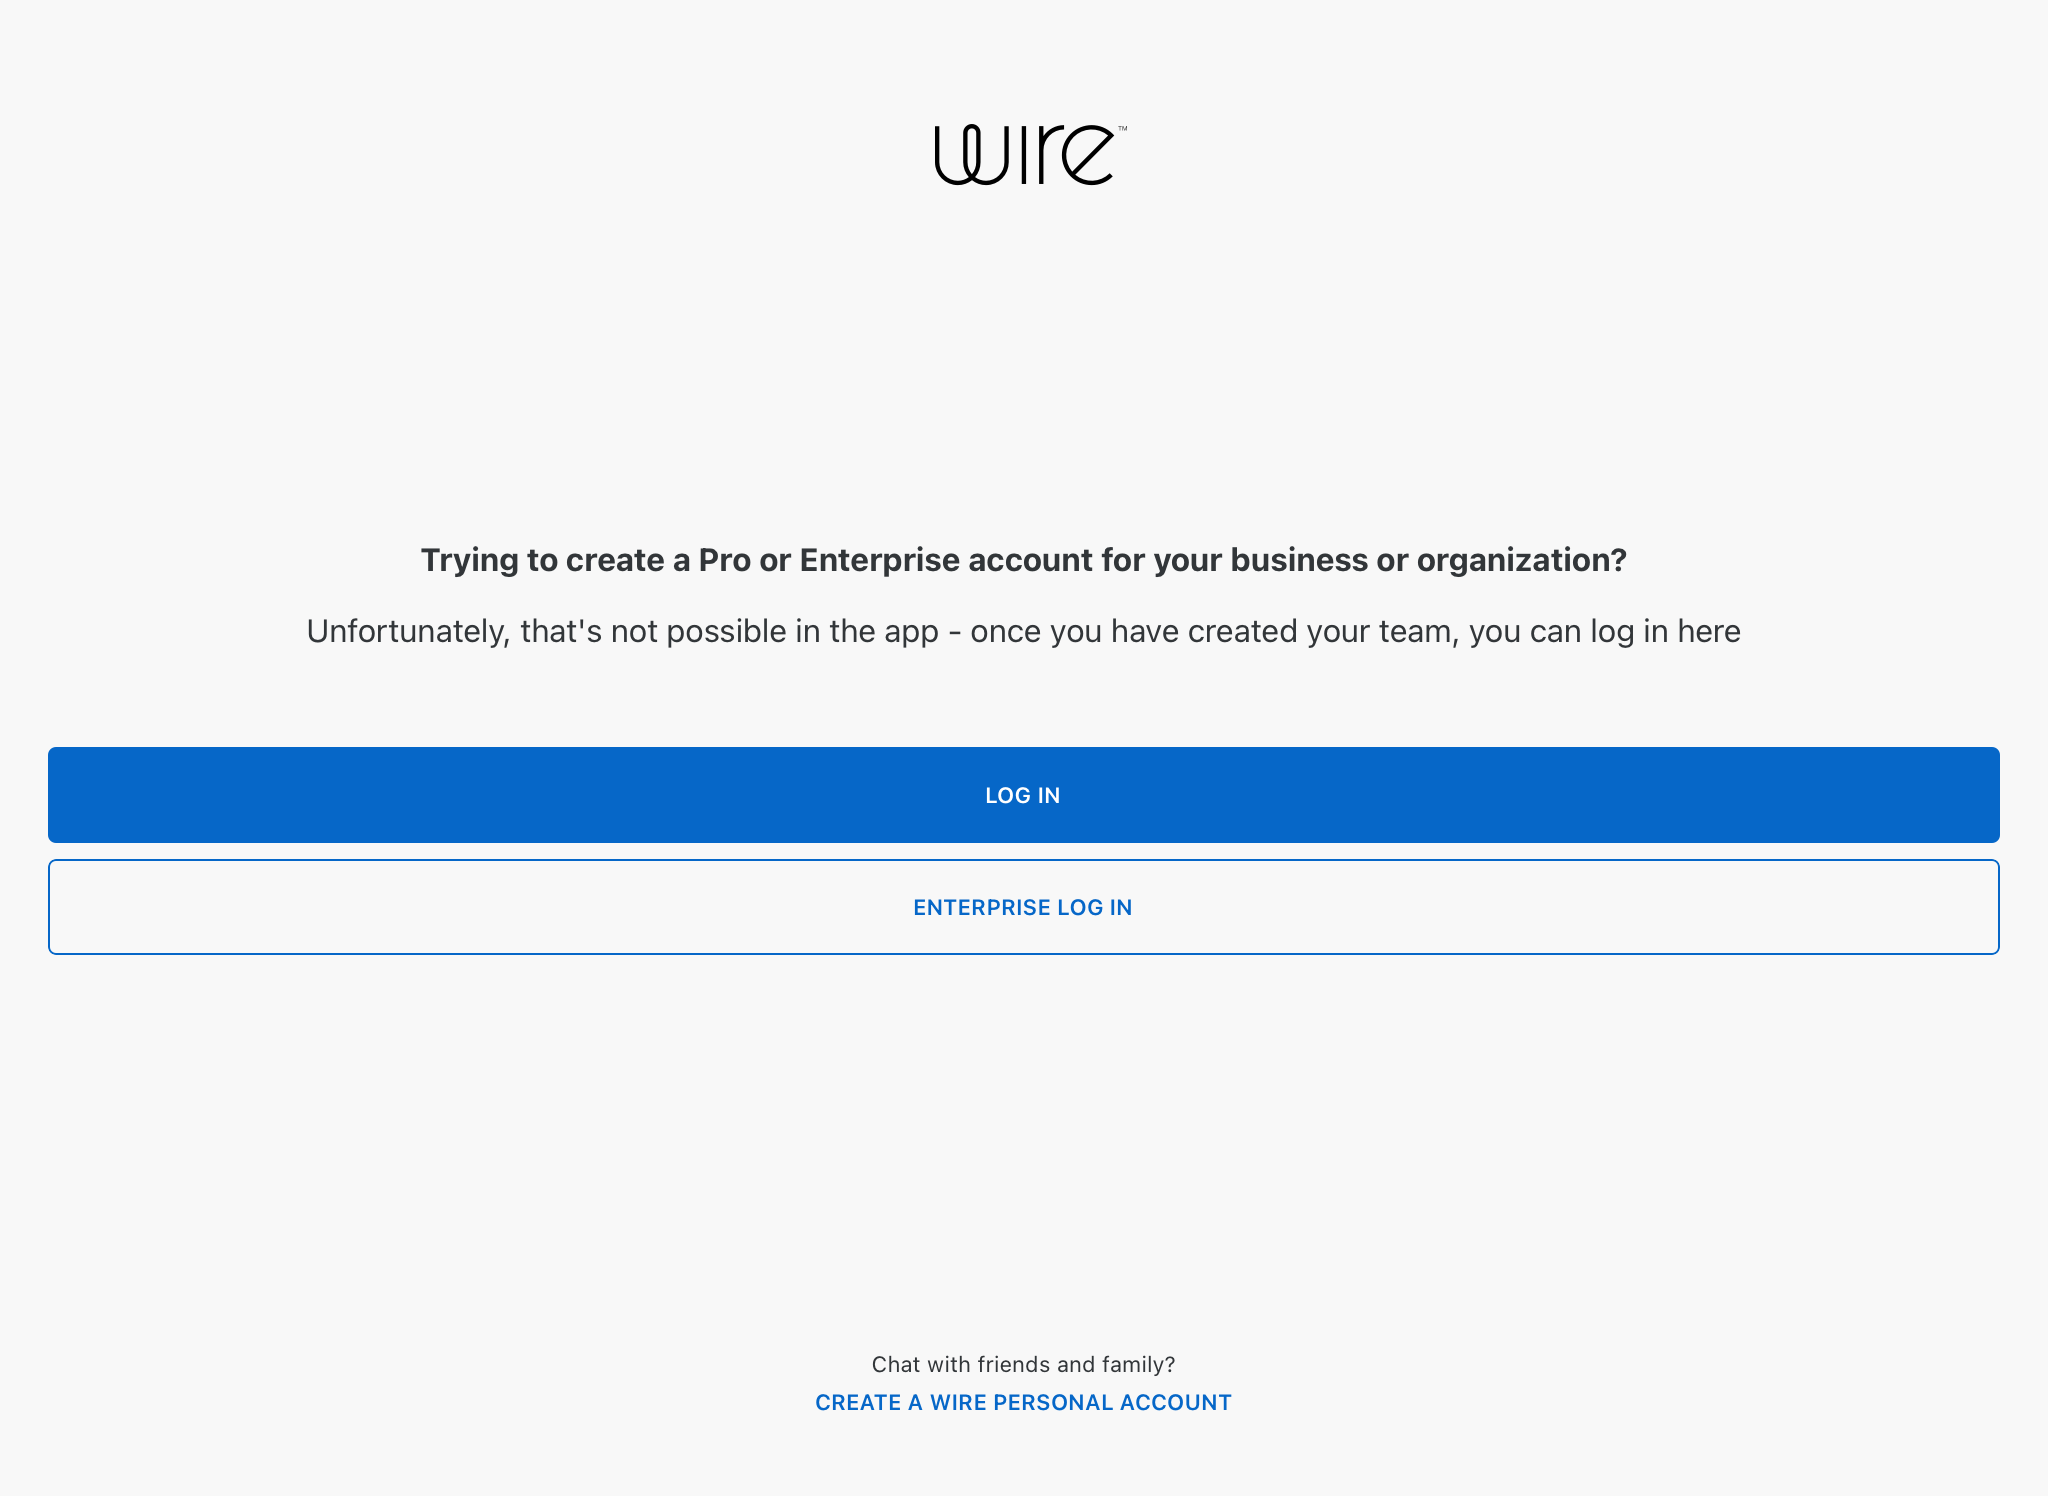 wire™
Trying to create a Pro or Enterprise account for your business or organization?
Unfortunately, that's not possible in the app - once you have created your team, you can log in here
LOG IN
ENTERPRISE LOG IN
Chat with friends and family?
CREATE A WIRE PERSONAL ACCOUNT